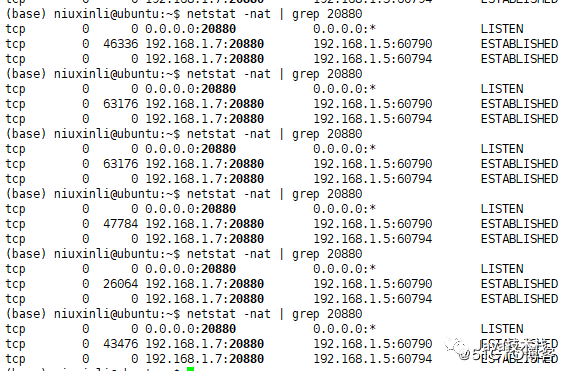 (base) niuxinli@ubuntu:~$ netstat -nat | grep 20880
tcp 0 0 0.0.0.0:20880 0.0.0.0:* LISTEN
tcp 0 46336 192.168.1.7:20880 192.168.1.5:60790 ESTABLISHED
tcp 0 0 192.168.1.7:20880 192.168.1.5:60794 ESTABLISHED
(base) niuxinli@ubuntu:~$ netstat -nat | grep 20880
tcp 0 0 0.0.0.0:20880 0.0.0.0:* LISTEN
tcp 0 63176 192.168.1.7:20880 192.168.1.5:60790 ESTABLISHED
tcp 0 0 192.168.1.7:20880 192.168.1.5:60794 ESTABLISHED
(base) niuxinli@ubuntu:~$ netstat -nat | grep 20880
tcp 0 0 0.0.0.0:20880 0.0.0.0:* LISTEN
tcp 0 63176 192.168.1.7:20880 192.168.1.5:60790 ESTABLISHED
tcp 0 0 192.168.1.7:20880 192.168.1.5:60794 ESTABLISHED
(base) niuxinli@ubuntu:~$ netstat -nat | grep 20880
tcp 0 0 0.0.0.0:20880 0.0.0.0:* LISTEN
tcp 0 47784 192.168.1.7:20880 192.168.1.5:60790 ESTABLISHED
tcp 0 0 192.168.1.7:20880 192.168.1.5:60794 ESTABLISHED
(base) niuxinli@ubuntu:~$ netstat -nat | grep 20880
tcp 0 0 0.0.0.0:20880 0.0.0.0:* LISTEN
tcp 0 26064 192.168.1.7:20880 192.168.1.5:60790 ESTABLISHED
tcp 0 0 192.168.1.7:20880 192.168.1.5:60794 ESTABLISHED
(base) niuxinli@ubuntu:~$ netstat -nat | grep 20880
tcp 0 0 0.0.0.0:20880 0.0.0.0:* LISTEN
tcp 0 43476 192.168.1.7:20880 192.168.1.5:60790 ESTABLISHED
tcp 0 0 192.168.1.7:20880 192.168.1.5:60794 ESTABLISHED
(base) niuxinli@ubuntu:~$